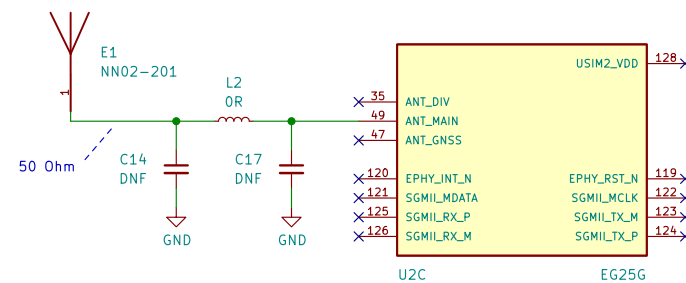 E1
NN02-201
1
50 Ohm
C14
DNF
GND
L2
0R
C17
DNF
GND
35 ANT_DIV
49 ANT_MAIN
47 ANT_GNSS
120 EPHY_INT_N
121 SGMII_MDATA
125 SGMII_RX_P
126 SGMII_RX_M
USIM2_VDD 128
EPHY_RST_N 119
SGMII_MCLK 122
SGMII_TX_M 123
SGMII_TX_P 124
U2C
EG25G